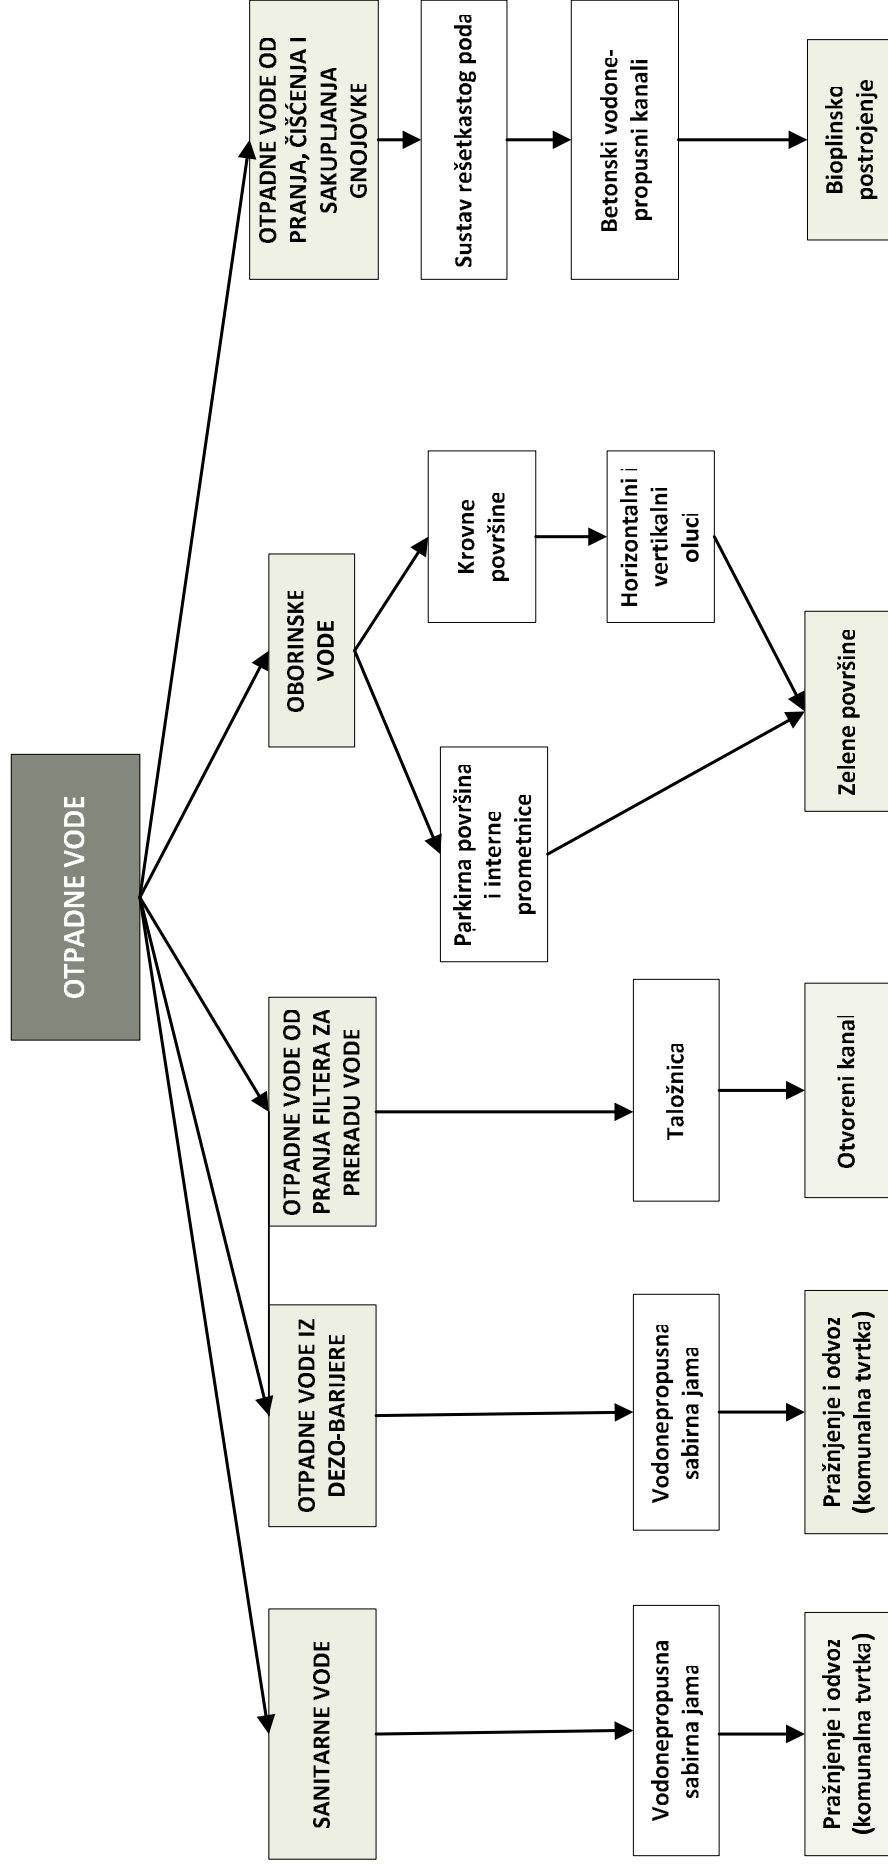 OTPADNE VODE
SANITARNE VODE
OTPADNE VODE IZ
DEZO-BARIJERE
OTPADNE VODE OD
PRANJA FILTERA ZA
PRERADU VODE
OBORINSKE
VODE
OTPADNE VODE OD
PRANJA, ČIŠĆENJA I
SAKUPLJANJA
GNOJOVKE
Parkirna površina
i interne
prometnice
Krovne
površine
Sustav rešetkastog poda
Vodonepropusna
sabirna jama
Vodonepropusna
sabirna jama
Taložnica
Horizontalni i
vertikalni
oluci
Betonski vodone-
propusni kanali
Pražnjenje i odvoz
(komunalna tvrtka)
Pražnjenje i odvoz
(komunalna tvrtka)
Otvoreni kanal
Zelene površine
Bioplinsko
postrojenje